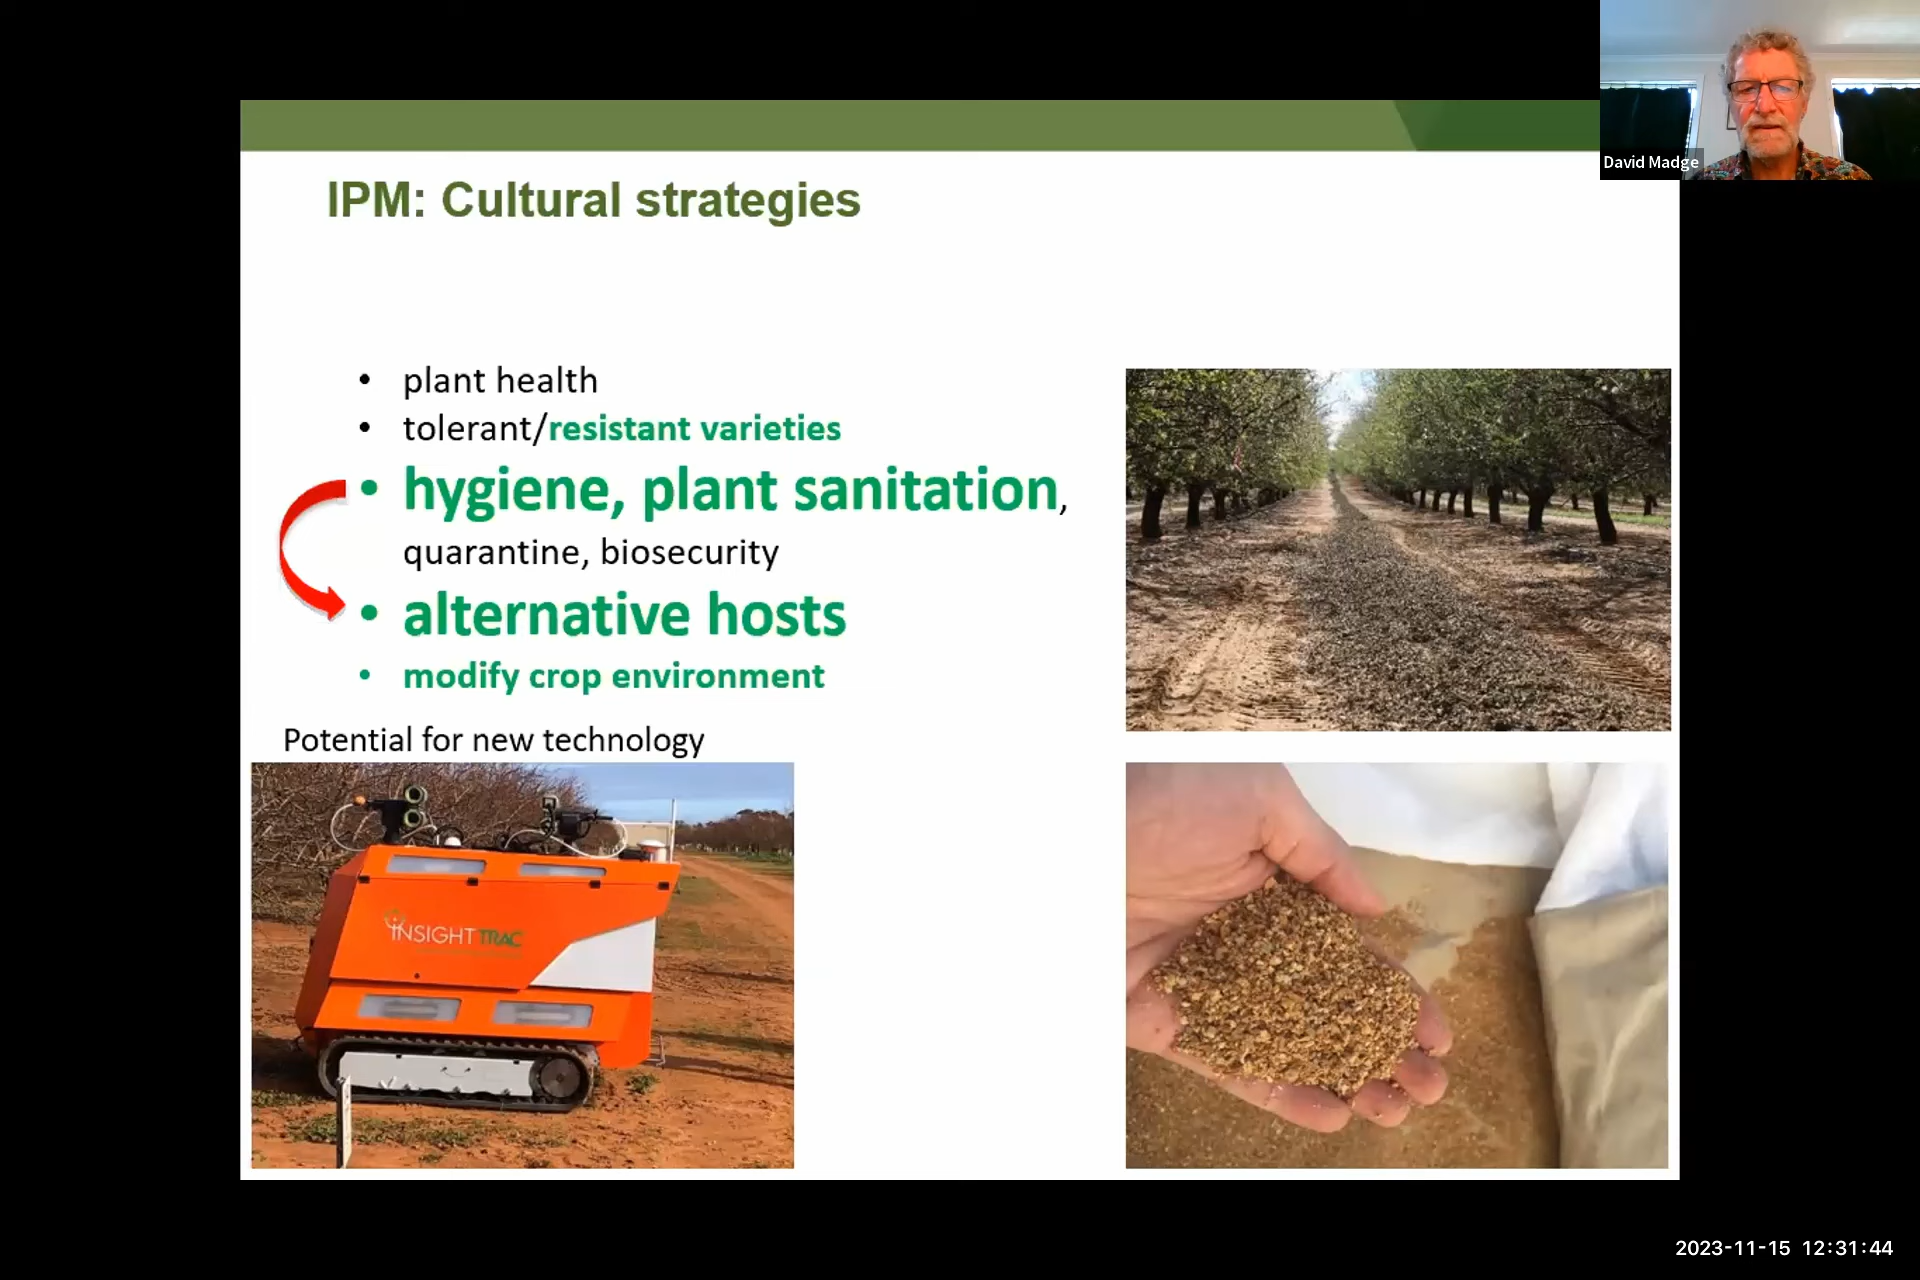 David Madge
IPM: Cultural strategies
• plant health
• tolerant/resistant varieties
• hygiene, plant sanitation,
quarantine, biosecurity
• alternative hosts
• modify crop environment
Potential for new technology
INSIGHTTRAC
2023-11-15 12:31:44